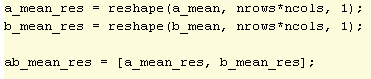 a_mean_res = reshape(a_mean, nrows*ncols, 1);
b_mean_res = reshape(b_mean, nrows*ncols, 1);
ab_mean_res = [a_mean_res, b_mean_res];